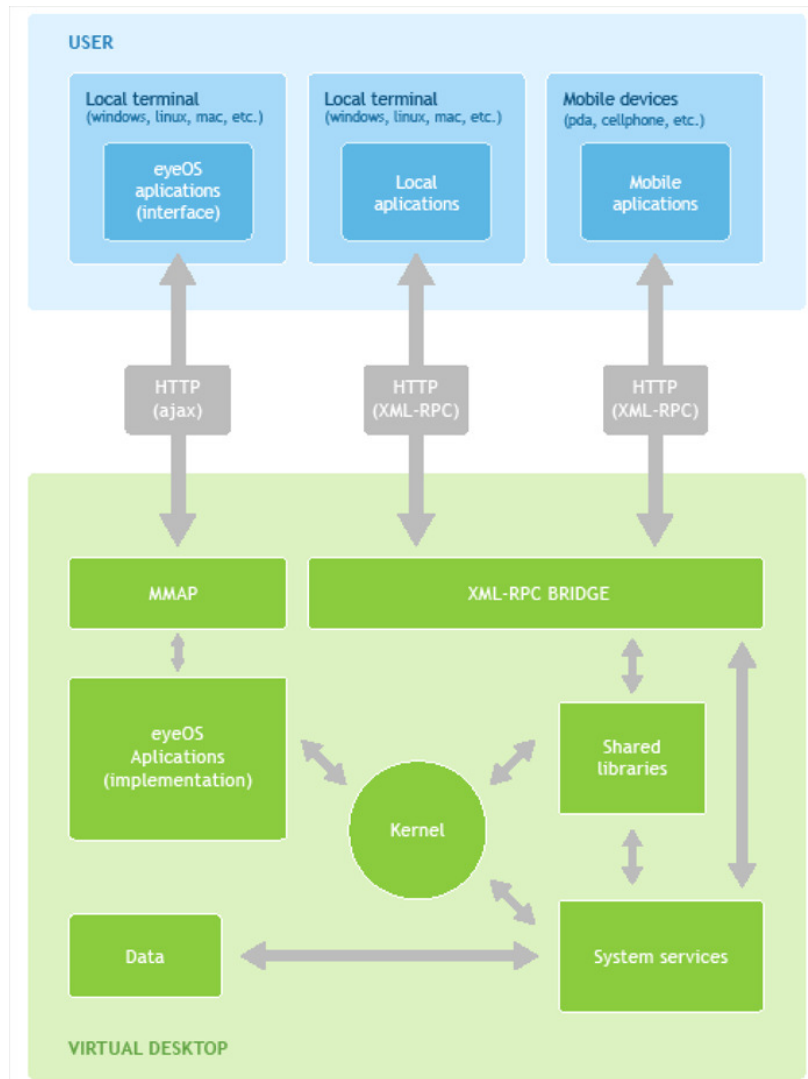 USER
Local terminal
(windows, linux, mac, etc.)
eyeOS
aplications
(interface)
Local terminal
(windows, linux, mac, etc.)
Local
aplications
Mobile devices
(pda, cellphone, etc.)
Mobile
aplications
HTTP
(ajax)
HTTP
(XML-RPC)
HTTP
(XML-RPC)
MMAP
XML-RPC BRIDGE
eyeOS
Aplications
(implementation)
Kernel
Shared
libraries
Data
System services
VIRTUAL DESKTOP